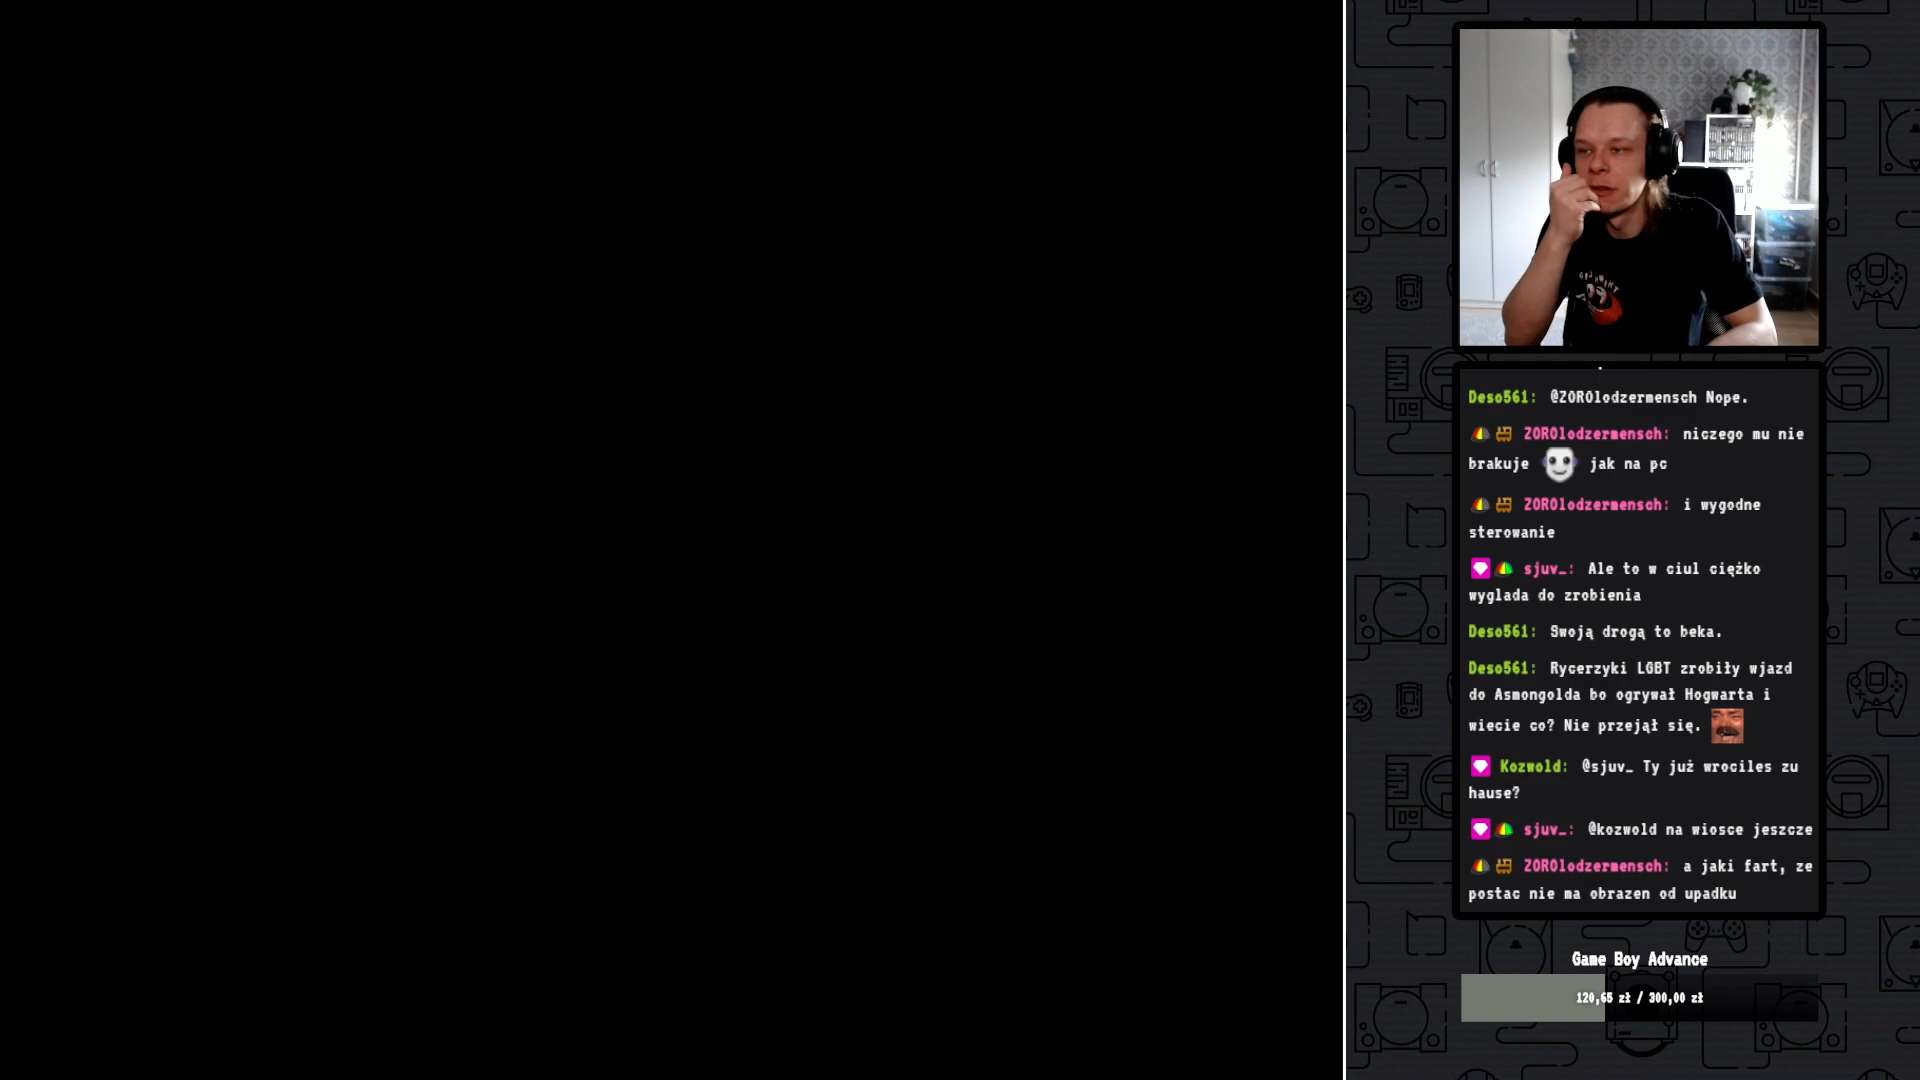 Deso561: @ZOROlodzermensch Nope.
ZOROlodzermensch: niczego mu nie
brakuje jak na pc
ZOROlodzermensch: i wygodne
sterowanie
sjuv_: Ale to w ciul ciężko
wyglada do zrobienia
Deso561: Swoją drogą to beka.
Deso561: Rycerzyki LGBT zrobiły wjazd
do Asmongolda bo ogrywał Hogwarta i
wiecie co? Nie przejął się.
Kozwold: @sjuv_ Ty już wrociles zu
hause?
sjuv_: @kozwold na wiosce jeszcze
ZOROlodzermensch: a jaki fart, ze
postac nie ma obrazen od upadku
Game Boy Advance
120,65 zł / 300,00 zł